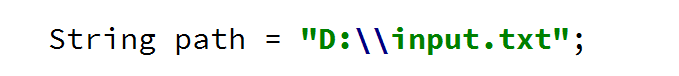 String path = "D:\\input.txt";